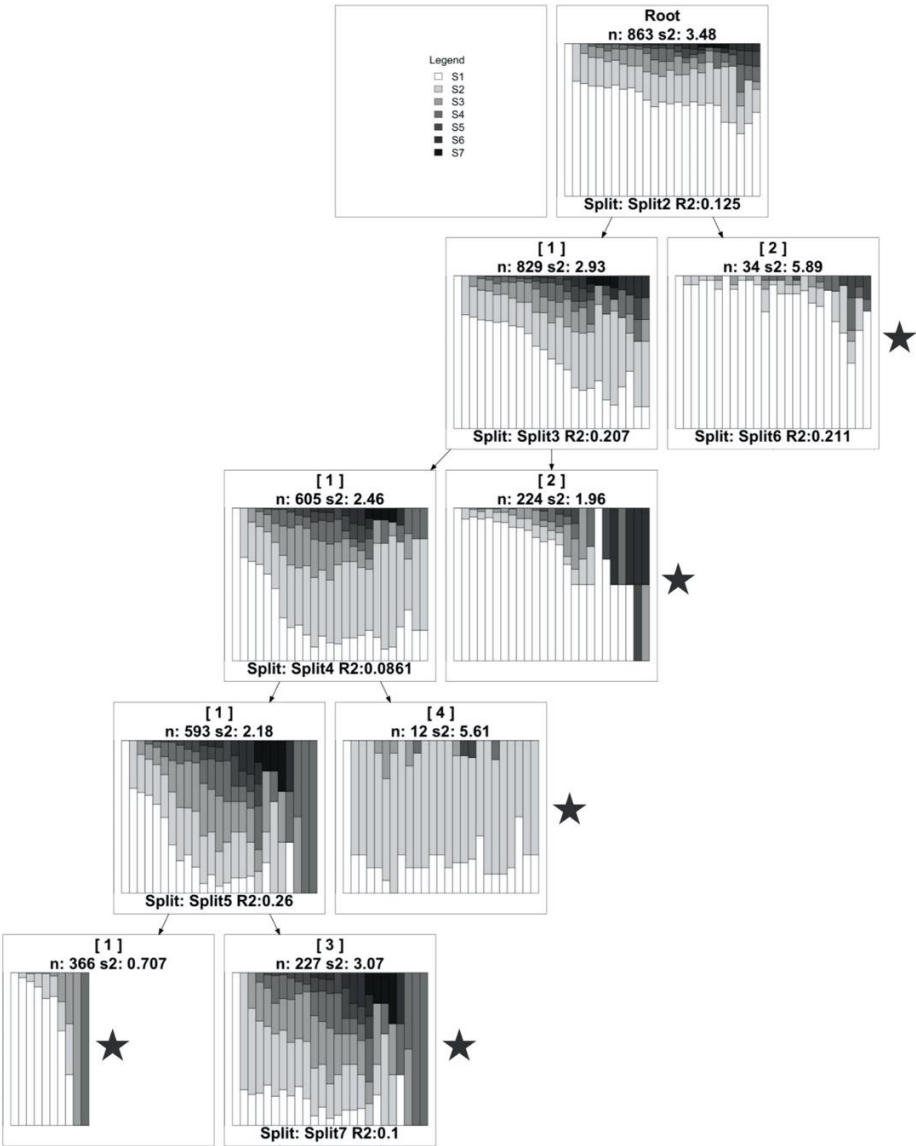 Legend
S1
S2
S3
S4
S5
S6
S7
Root
n: 863 s2: 3.48
Split: Split2 R2:0.125
[ 1 ]
n: 829 s2: 2.93
Split: Split3 R2:0.207
[ 2 ]
n: 34 s2: 5.89
Split: Split6 R2:0.211
[ 1 ]
n: 605 s2: 2.46
Split: Split4 R2:0.0861
[ 2 ]
n: 224 s2: 1.96
[ 1 ]
n: 593 s2: 2.18
Split: Split5 R2:0.26
[ 4 ]
n: 12 s2: 5.61
[ 1 ]
n: 366 s2: 0.707
[ 3 ]
n: 227 s2: 3.07
Split: Split7 R2:0.1